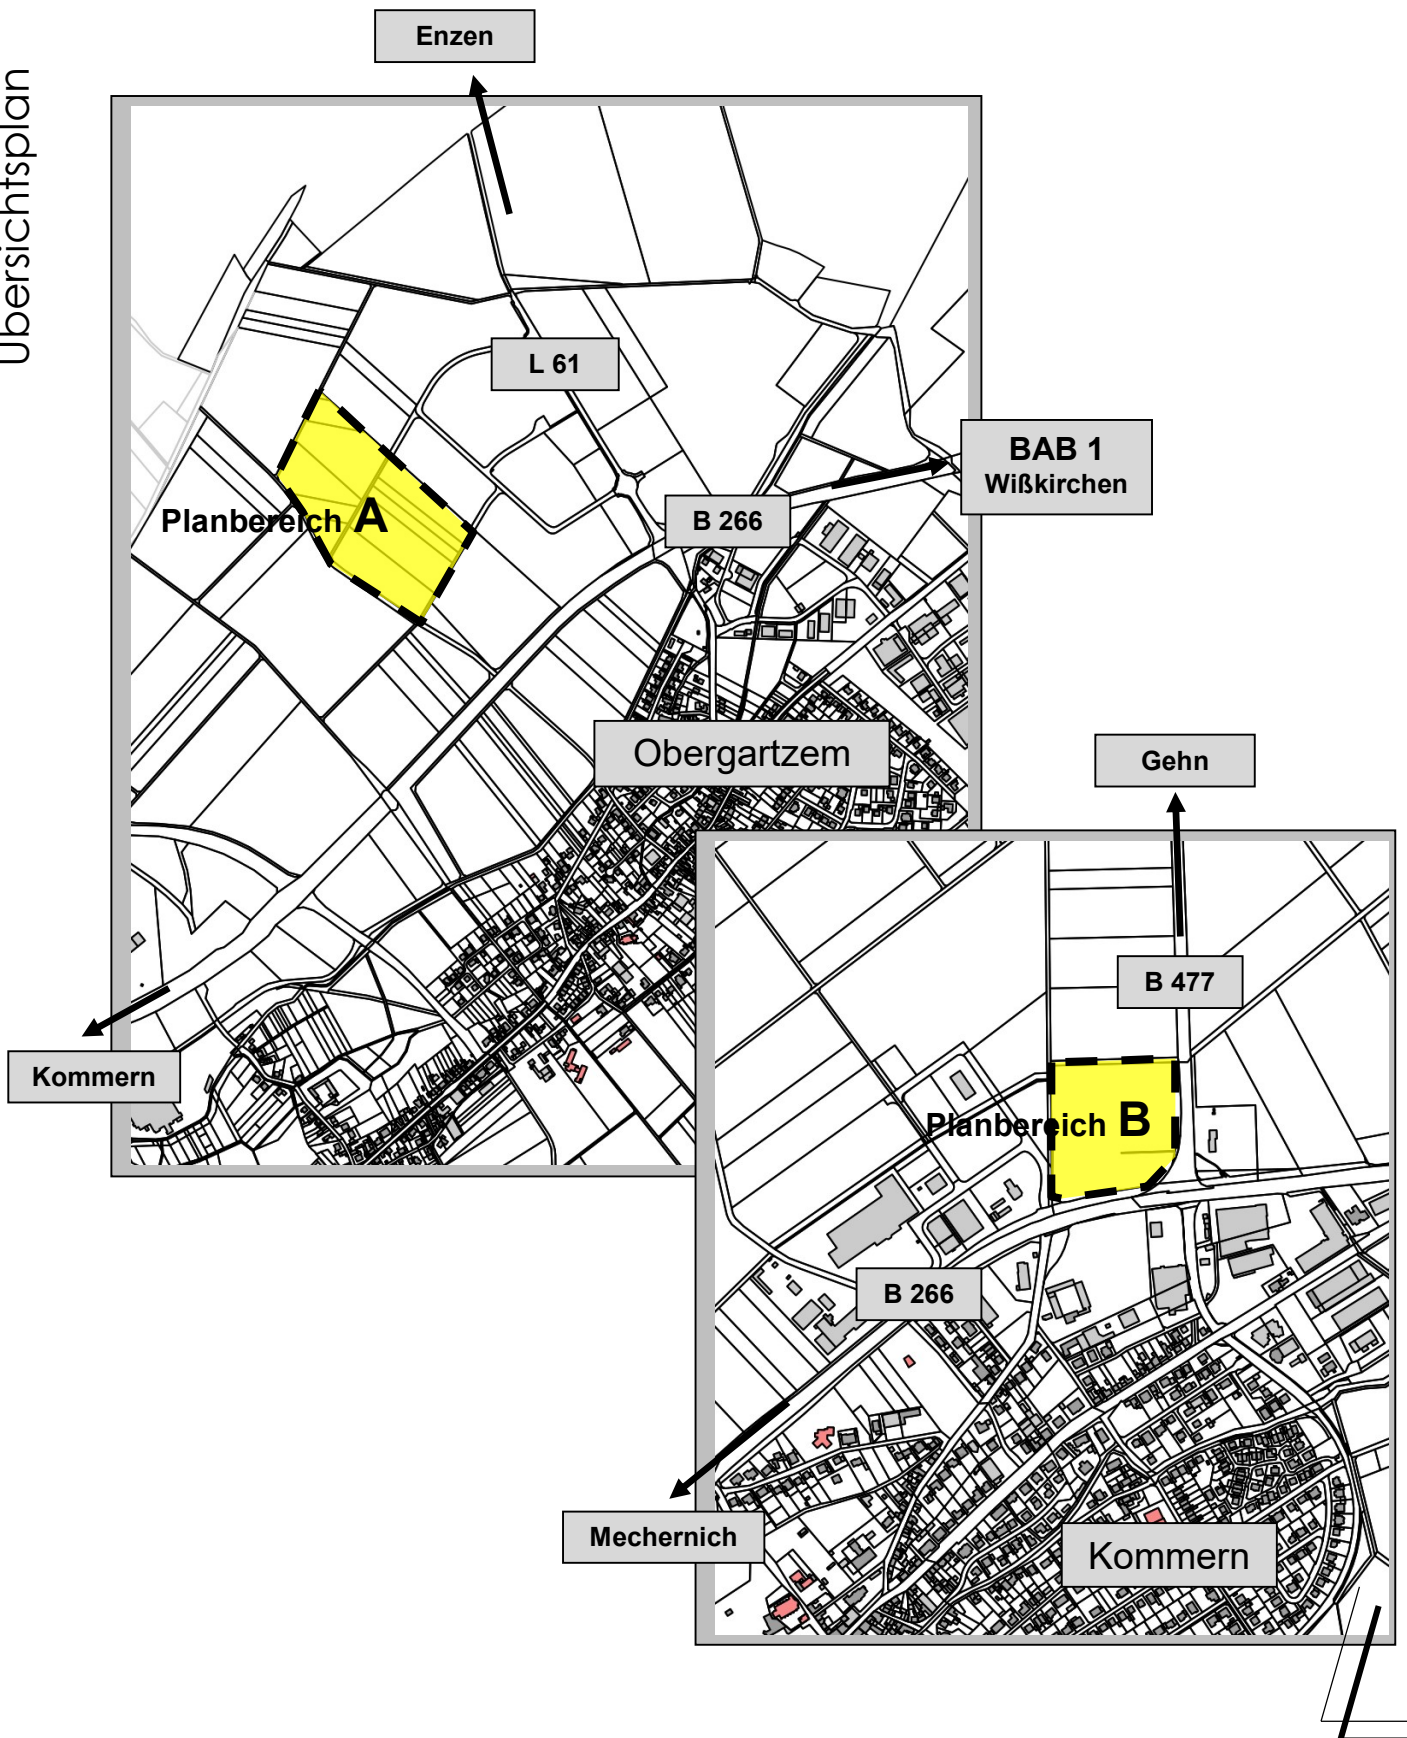 Übersichtsplan
Enzen
L 61
BAB 1
Wißkirchen
B 266
Planbereich A
Obergartzem
Kommern
Gehn
B 477
Planbereich B
B 266
Mechernich
Kommern